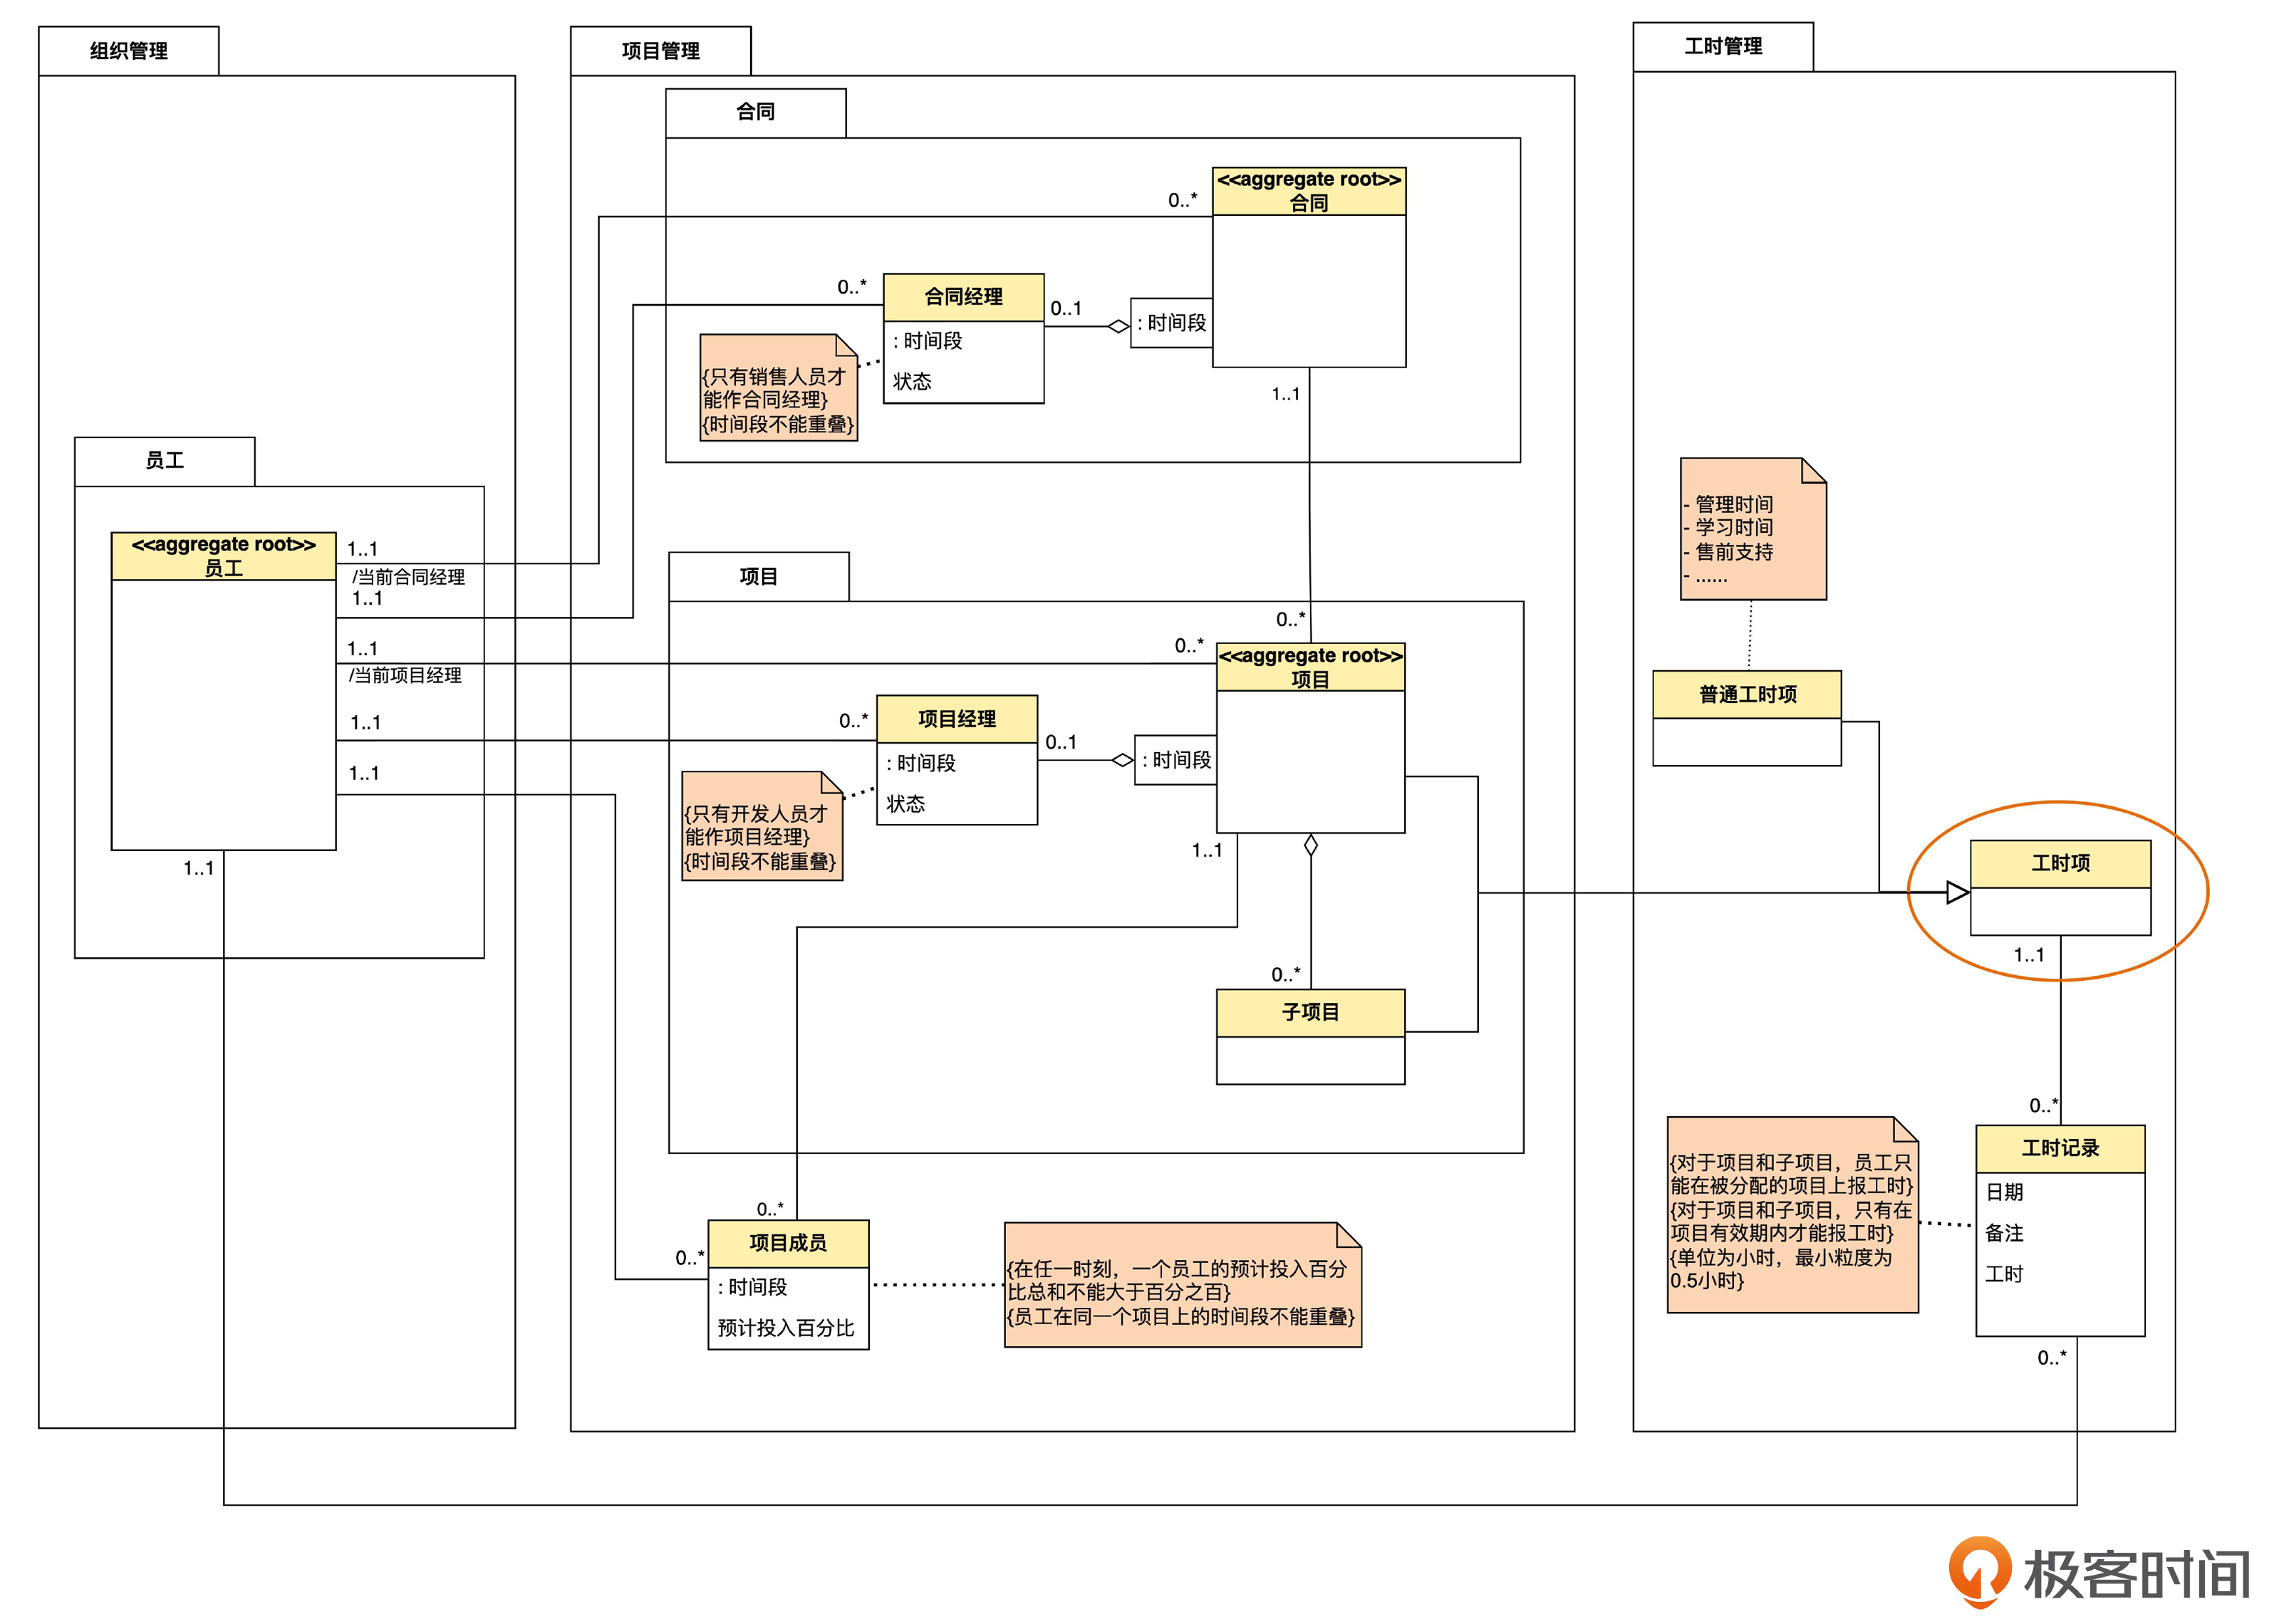 组织管理
员工
<<aggregate root>>
员工
1..1
/当前合同经理
1..1
1..1
/当前项目经理
1..1
1..1
1..1
项目管理
合同
<<aggregate root>>
合同
0..*
0..*
合同经理
: 时间段
状态
0..1
: 时间段
{只有销售人员才
能作合同经理}
{时间段不能重叠}
1..1
项目
0..*
0..*
<<aggregate root>>
项目
0..*
项目经理
: 时间段
状态
0..1
: 时间段
{只有开发人员才
能作项目经理}
{时间段不能重叠}
1..1
0..*
子项目
0..*
0..*
项目成员
: 时间段
预计投入百分比
{在任一时刻，一个员工的预计投入百分
比总和不能大于百分之百}
{员工在同一个项目上的时间段不能重叠}
工时管理
- 管理时间
- 学习时间
- 售前支持
- ......
普通工时项
工时项
1..1
0..*
工时记录
日期
备注
工时
{对于项目和子项目，员工只
能在被分配的项目上报工时}
{对于项目和子项目，只有在
项目有效期内才能报工时}
{单位为小时，最小粒度为
0.5小时}
0..*
极客时间